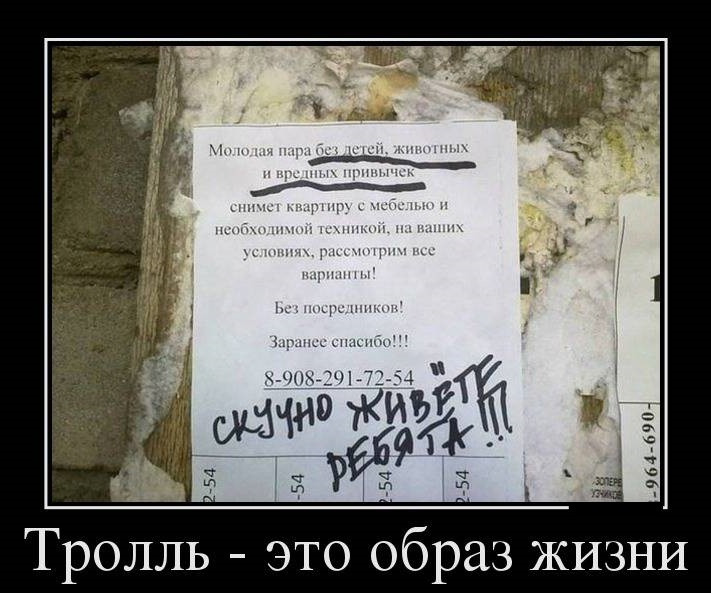 Молодая пара без детей, животных
и вредных привычек
снимет квартиру с мебелью и
необходимой техникой, на ваших
условиях, рассмотрим все
варианты!
Без посредников!
Заранее спасибо!!!
8-908-291-72-54
СКУЧНО ЖИВЁТЕ
РЕБЯТА!!!
2-54
-54
2-54
2-54
-964-690-
Тролль - это образ жизни